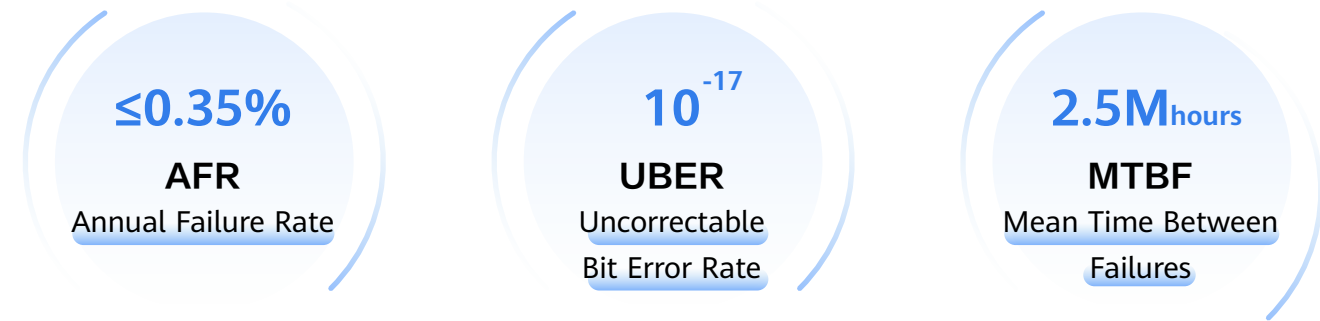 ≤0.35%
AFR
Annual Failure Rate
10⁻¹⁷
UBER
Uncorrectable
Bit Error Rate
2.5Mhours
MTBF
Mean Time Between
Failures